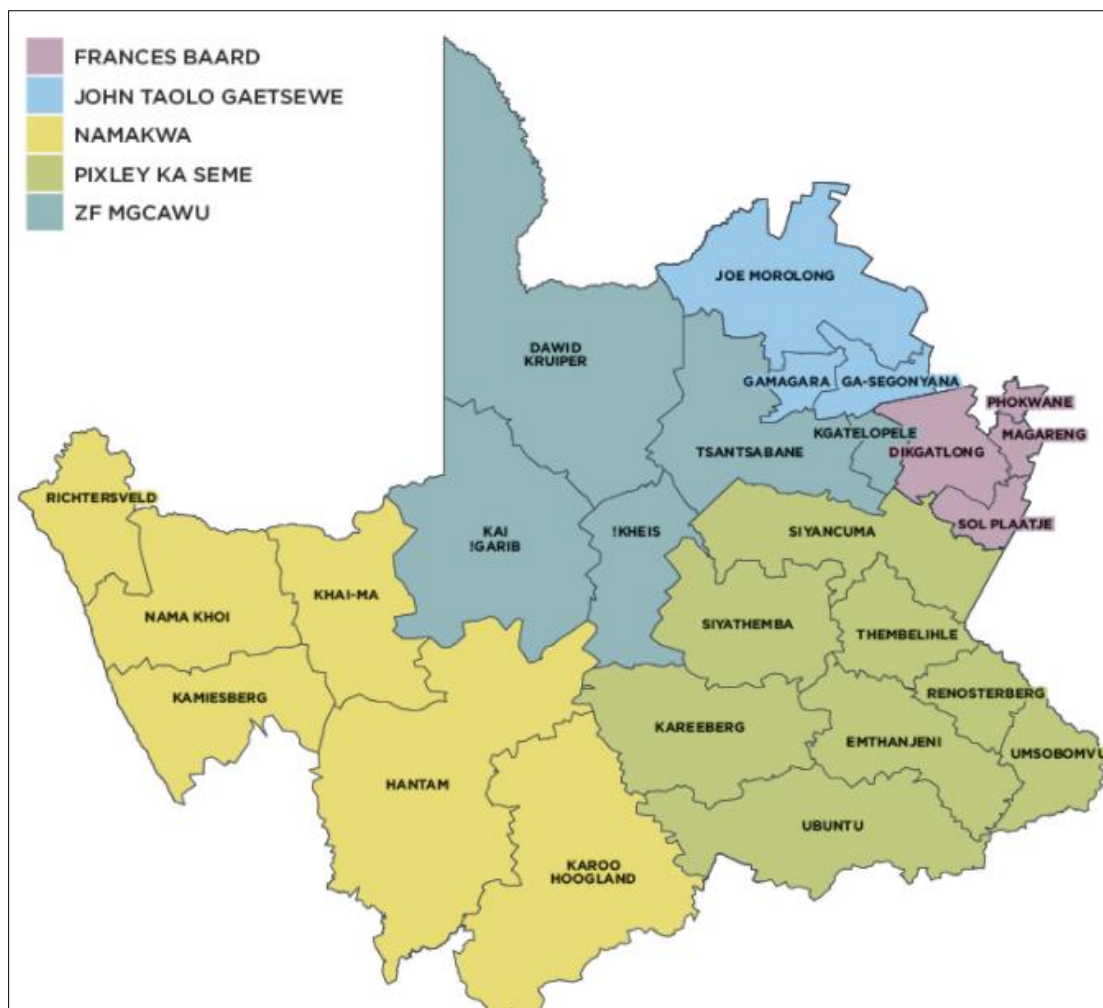 FRANCES BAARD
JOHN TAOLO GAETSEWE
NAMAKWA
PIXLEY KA SEME
ZF MGCAWU
JOE MOROLONG
DAWID
KRUIPER
GAMAGARA
GA-SEGONYANA
PHOKWANE
MAGARENG
KGATELOPELE
TSANTSABANE
DIKGATLONG
RICHTERSVELD
SOL PLAATJE
KAI
!GARIB
!KHEIS
SIYANCUMA
KHAI-MA
NAMA KHOI
SIYATHEMBA
THEMBELIHLE
KAMIESBERG
RENOSTERBERG
KAREEBERG
EMTHANJENI
UMSOBOMVU
HANTAM
UBUNTU
KAROO
HOOGLAND